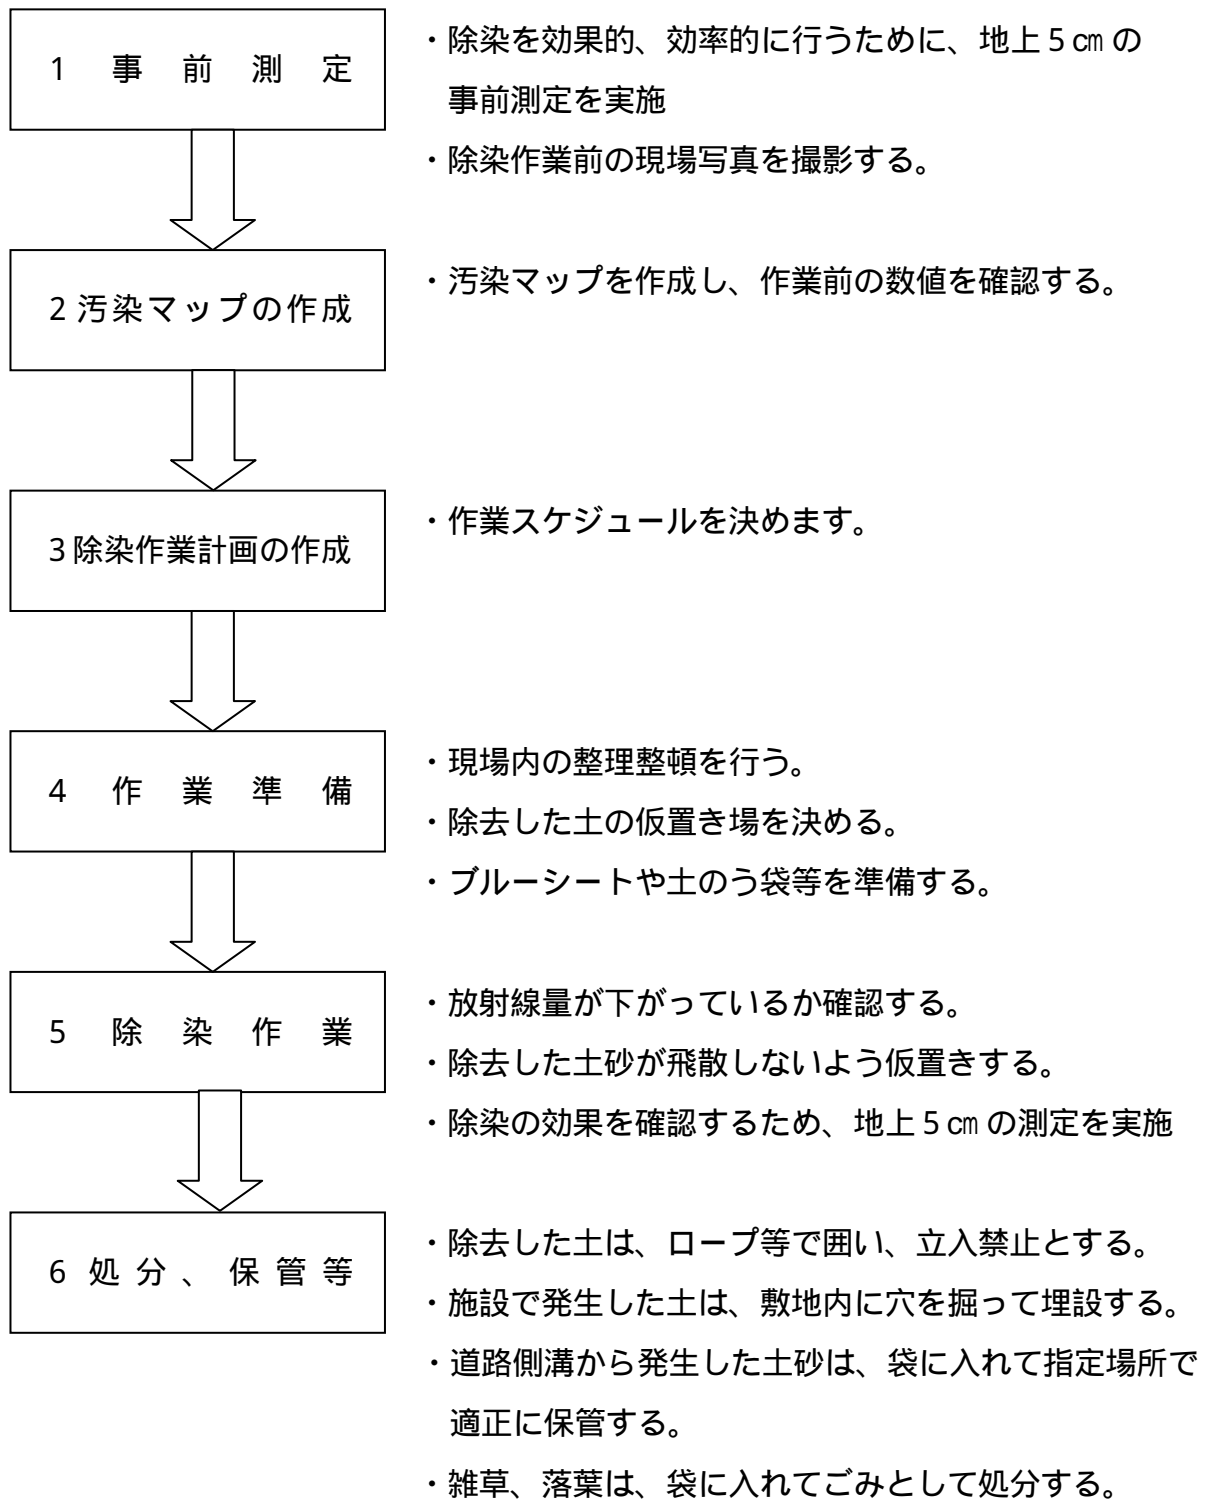 1 事前測定
・除染を効果的、効率的に行うために、地上５㎝の
事前測定を実施
・除染作業前の現場写真を撮影する。
2 汚染マップの作成
・汚染マップを作成し、作業前の数値を確認する。
3 除染作業計画の作成
・作業スケジュールを決めます。
4 作業準備
・現場内の整理整頓を行う。
・除去した土の仮置き場を決める。
・ブルーシートや土のう袋等を準備する。
5 除染作業
・放射線量が下がっているか確認する。
・除去した土砂が飛散しないよう仮置きする。
・除染の効果を確認するため、地上５㎝の測定を実施
6 処分、保管等
・除去した土は、ロープ等で囲い、立入禁止とする。
・施設で発生した土は、敷地内に穴を掘って埋設する。
・道路側溝から発生した土砂は、袋に入れて指定場所で
適正に保管する。
・雑草、落葉は、袋に入れてごみとして処分する。